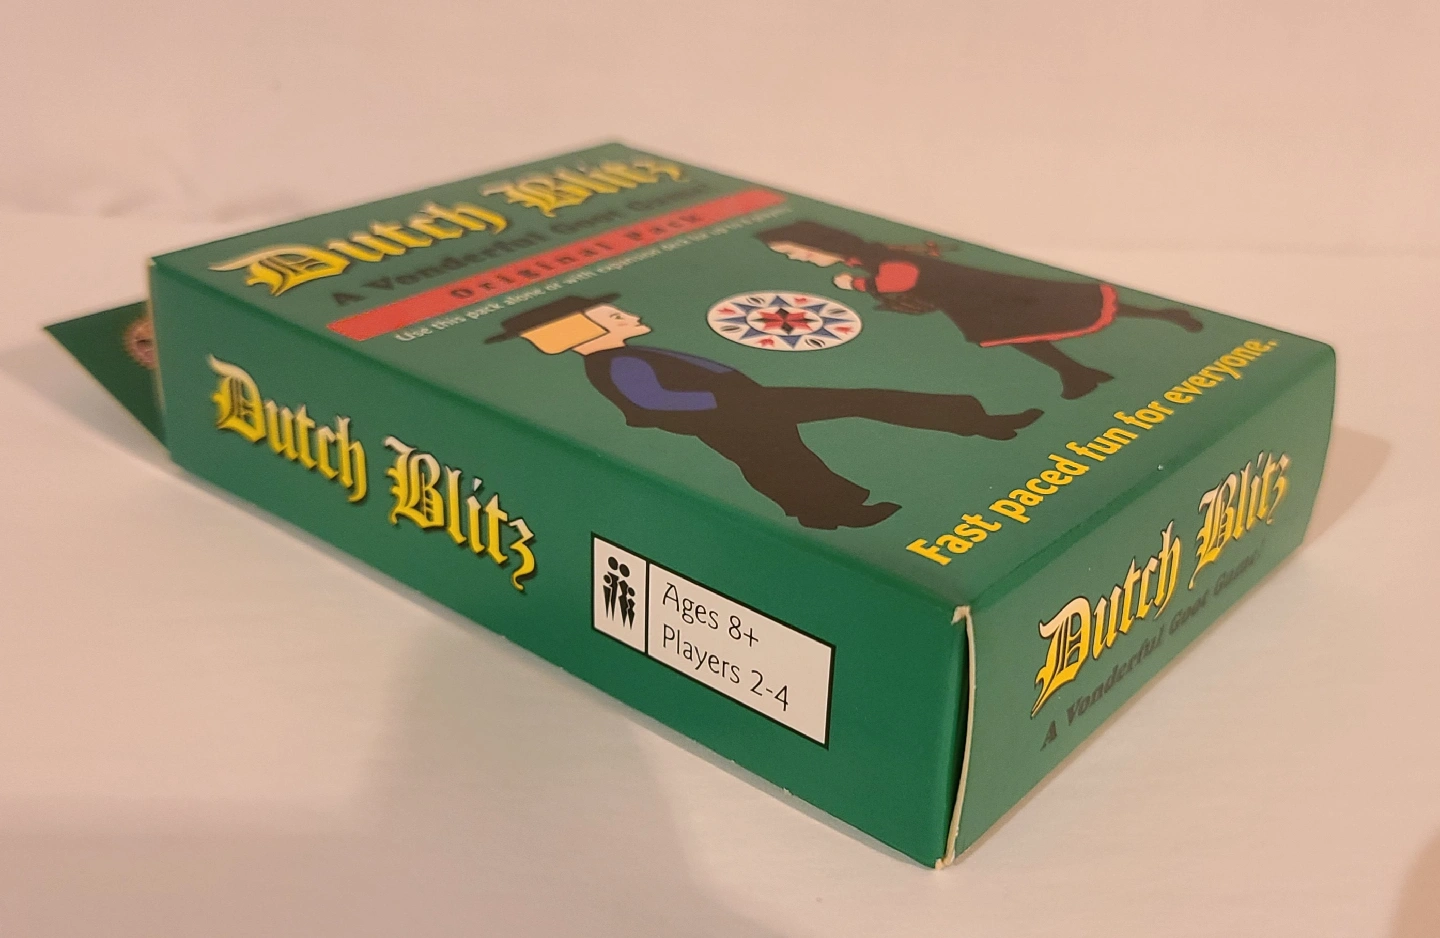 Dutch Blitz
A Vonderful Goot Game!
Original Pack
Use this pack alone or with expansion pack for up to 8 players
Fast paced fun for everyone.
Dutch Blitz
Ages 8+
Players 2-4
Dutch Blitz
A Vonderful Goot Game!